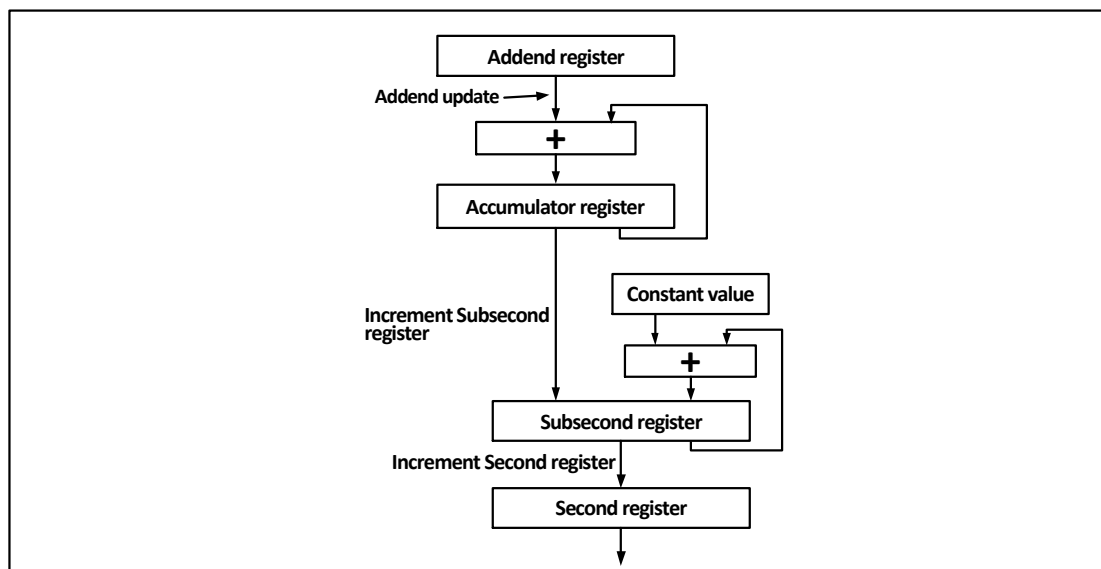 Addend register
Addend update
+
Accumulator register
Constant value
Increment Subsecond
register
+
Subsecond register
Increment Second register
Second register